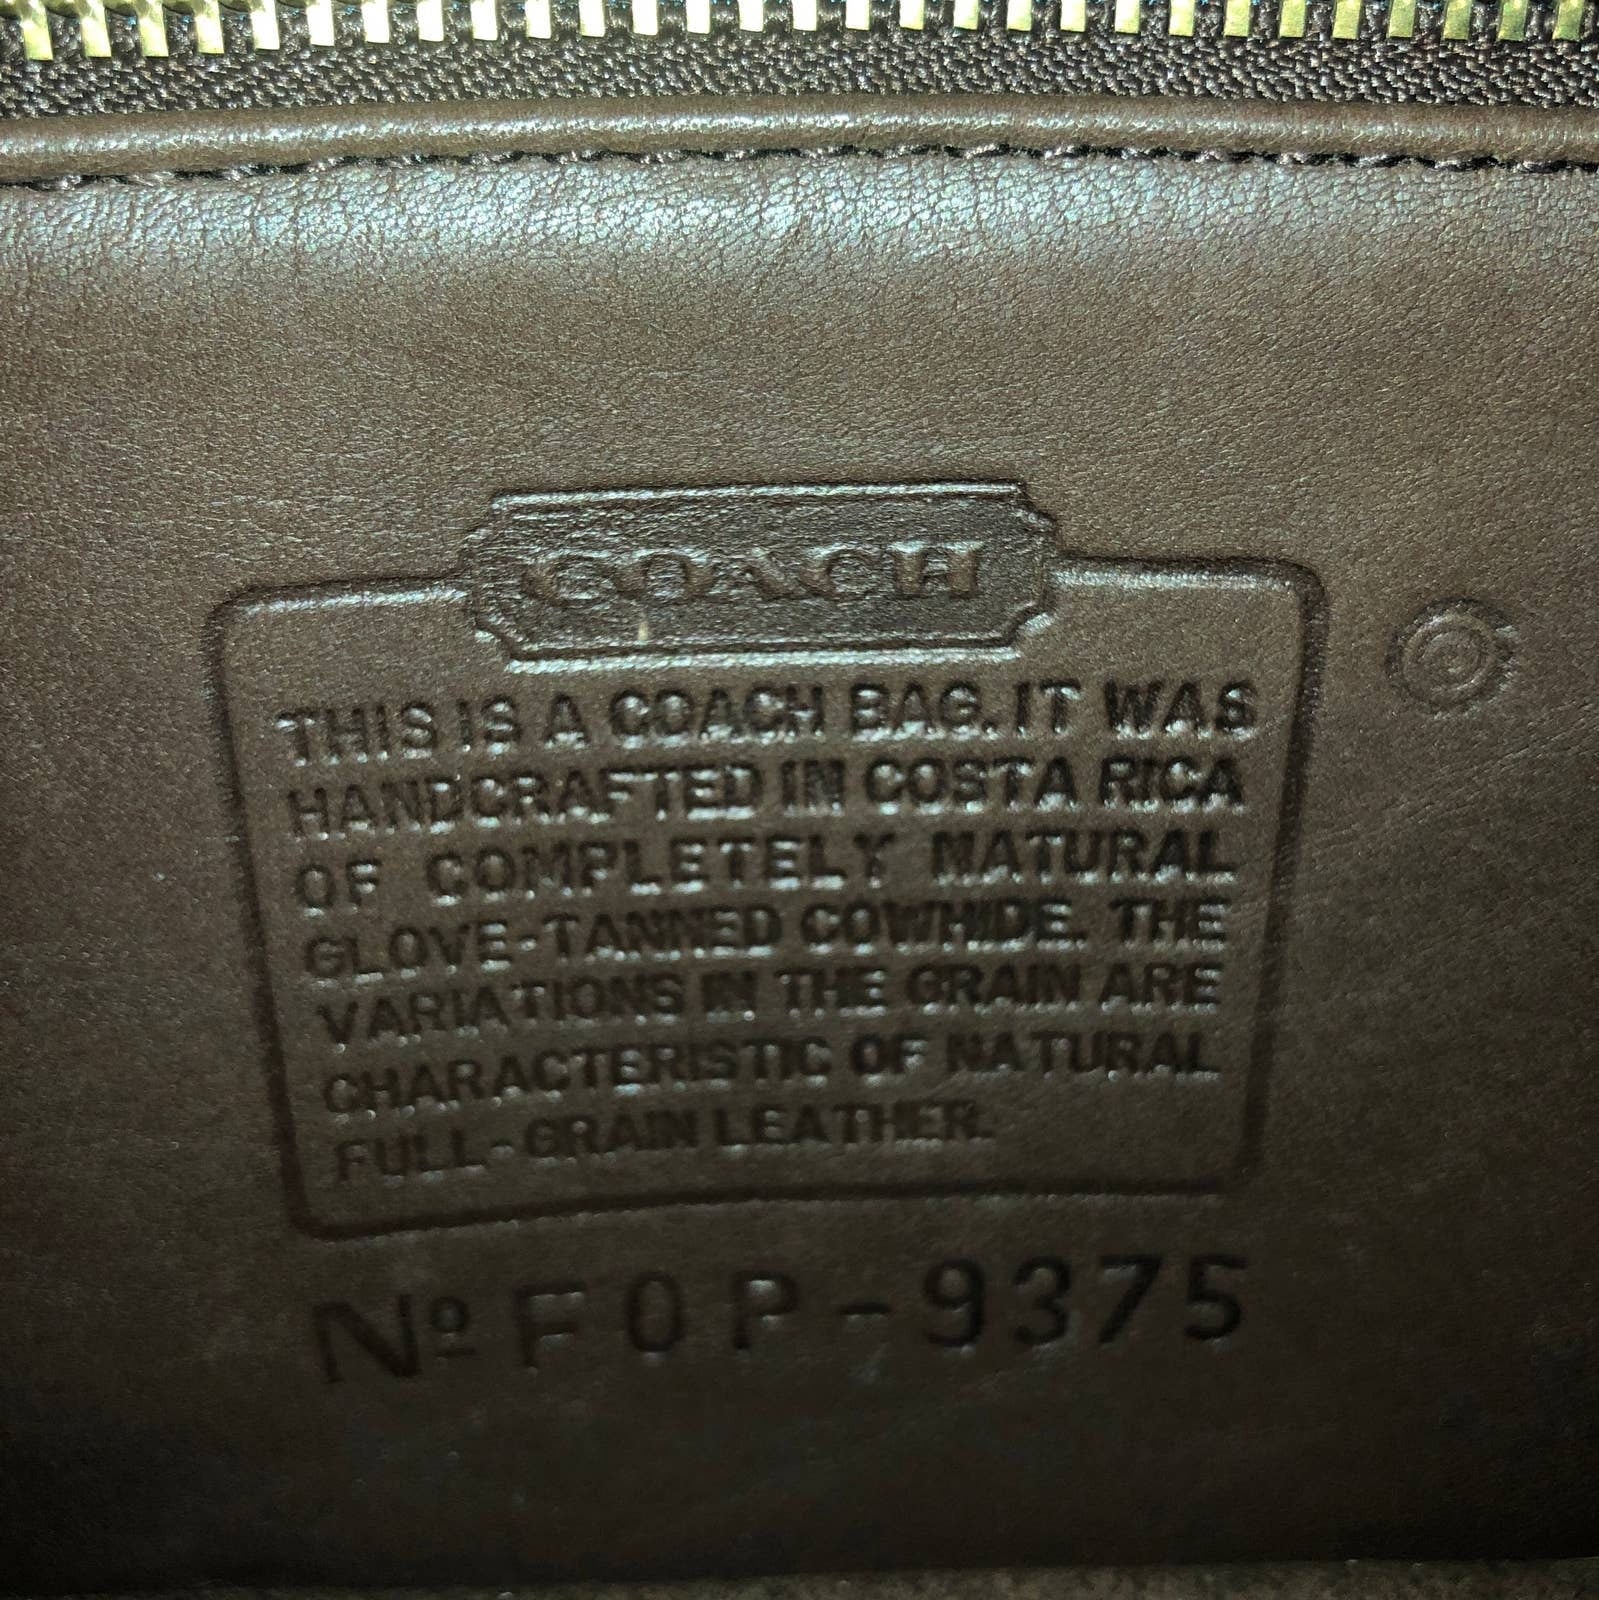 COACH
THIS IS A COACH BAG. IT WAS
HANDCRAFTED IN COSTA RICA
OF COMPLETELY NATURAL
GLOVE-TANNED COWHIDE. THE
VARIATIONS IN THE GRAIN ARE
CHARACTERISTIC OF NATURAL
FULL-GRAIN LEATHER.
Nº F0P-9375